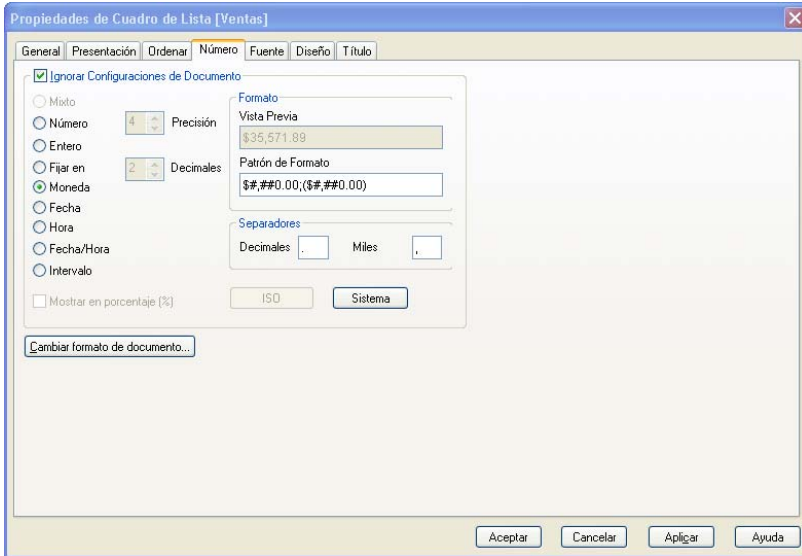 Propiedades de Cuadro de Lista [Ventas]
General Presentación Ordenar Número Fuente Diseño Título
Ignorar Configuraciones de Documento
Mixto
Número 4 Precisión
Entero
Fijar en 2 Decimales
Moneda
Fecha
Hora
Fecha/Hora
Intervalo
Mostrar en porcentaje (%)
Formato
Vista Previa
$35,571.89
Patrón de Formato
$#,##0.00;($#,##0.00)
Separadores
Decimales . Miles ,
ISO Sistema
Cambiar formato de documento...
Aceptar Cancelar Aplicar Ayuda